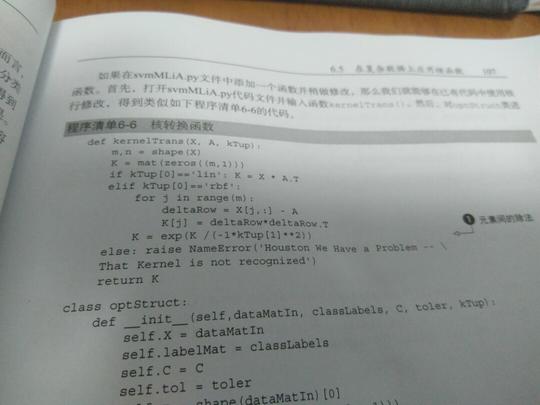 6.5 在复杂数据上应用核函数 107
如果在svmMLiA.py文件中添加一个函数并稍做修改，那么我们就能够在已有代码中使用核
函数。首先，打开svmMLiA.py代码文件并输入函数kernelTrans()。然后，对optStruct类进
行修改，得到类似如下程序清单6-6的代码。
程序清单6-6 核转换函数
def kernelTrans(X, A, kTup):
m,n = shape(X)
K = mat(zeros((m,1)))
if kTup[0]=='lin': K = X * A.T
elif kTup[0]=='rbf':
for j in range(m):
deltaRow = X[j,:] - A
K[j] = deltaRow*deltaRow.T
K = exp(K /(-1*kTup[1]**2))
❶ 元素间的除法
else: raise NameError('Houston We Have a Problem -- \
That Kernel is not recognized')
return K
class optStruct:
def __init__(self,dataMatIn, classLabels, C, toler, kTup):
self.X = dataMatIn
self.labelMat = classLabels
self.C = C
self.tol = toler
shape(dataMatIn)[0]